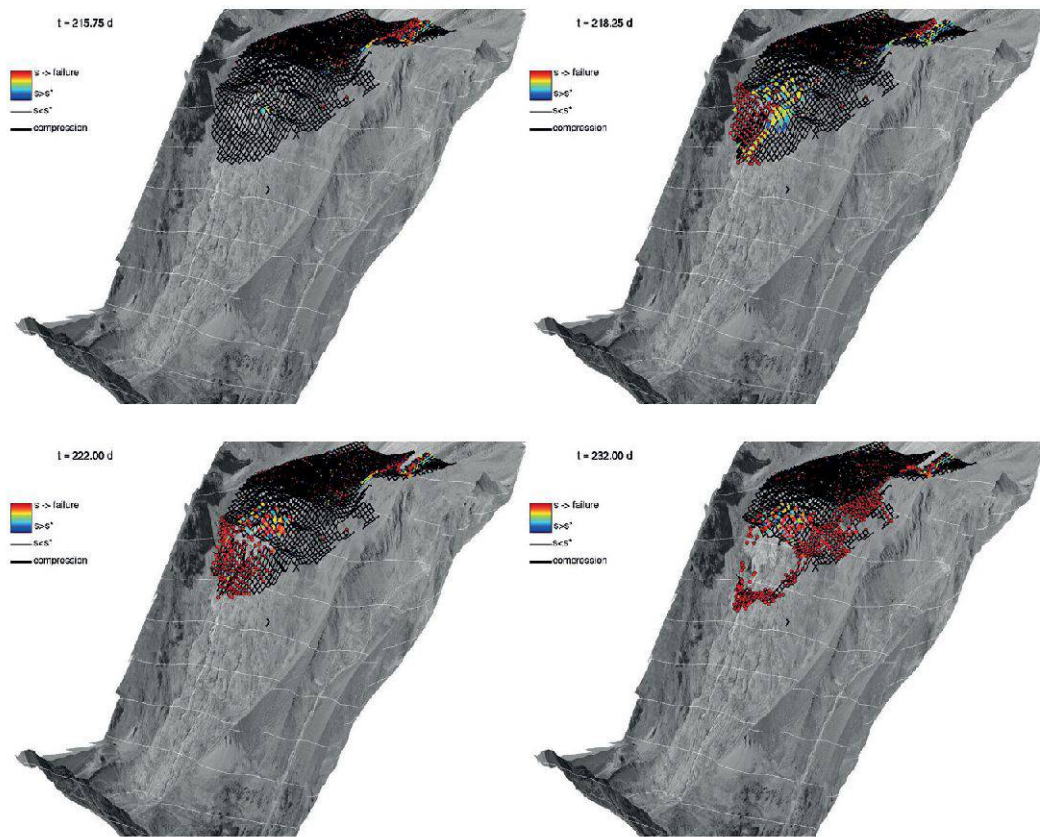 t = 215.75 d
s -> failure
s>s*
s<s*
compression
t = 218.25 d
s -> failure
s>s*
s<s*
compression
t = 222.00 d
s -> failure
s>s*
s<s*
compression
t = 232.00 d
s -> failure
s>s*
s<s*
compression